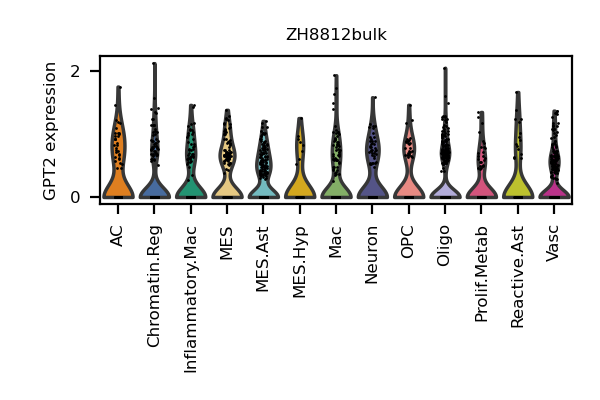 ZH8812bulk
GPT2 expression
2
0
AC
Chromatin.Reg
Inflammatory.Mac
MES
MES.Ast
MES.Hyp
Mac
Neuron
OPC
Oligo
Prolif.Metab
Reactive.Ast
Vasc